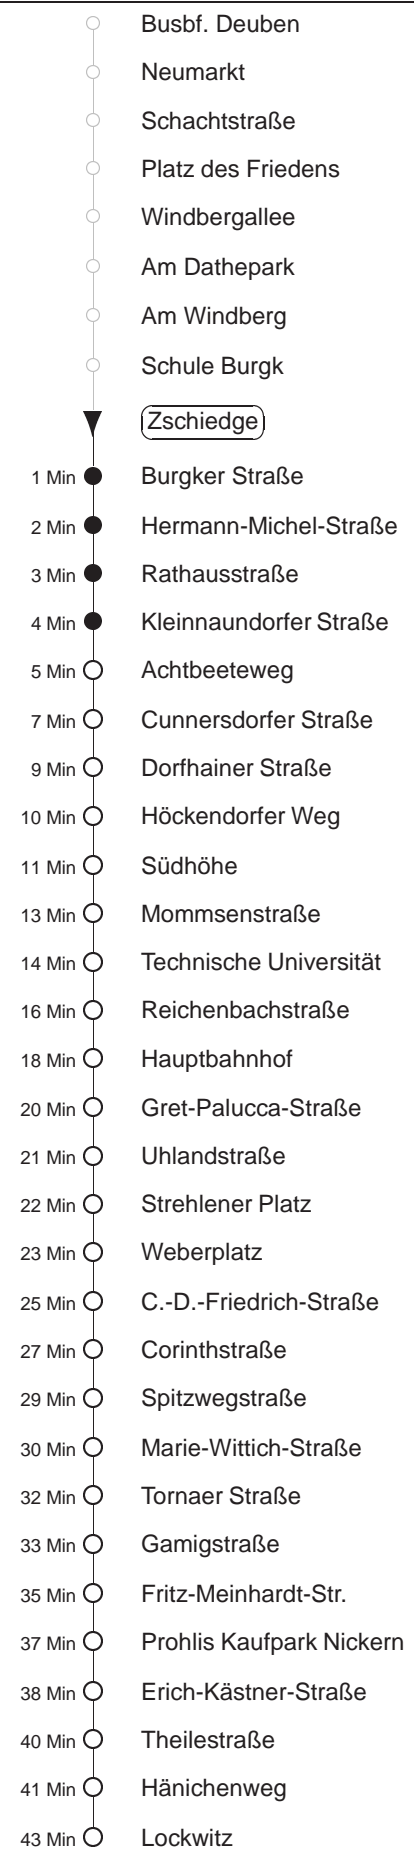 Busbf. Deuben
Neumarkt
Schachtstraße
Platz des Friedens
Windbergallee
Am Dathepark
Am Windberg
Schule Burgk
Zschiedge
1 Min Burgker Straße
2 Min Hermann-Michel-Straße
3 Min Rathausstraße
4 Min Kleinnaundorfer Straße
5 Min Achtbeeteweg
7 Min Cunnersdorfer Straße
9 Min Dorfhainer Straße
10 Min Höckendorfer Weg
11 Min Südhöhe
13 Min Mommsenstraße
14 Min Technische Universität
16 Min Reichenbachstraße
18 Min Hauptbahnhof
20 Min Gret-Palucca-Straße
21 Min Uhlandstraße
22 Min Strehlener Platz
23 Min Weberplatz
25 Min C.-D.-Friedrich-Straße
27 Min Corinthstraße
29 Min Spitzwegstraße
30 Min Marie-Wittich-Straße
32 Min Tornaer Straße
33 Min Gamigstraße
35 Min Fritz-Meinhardt-Str.
37 Min Prohlis Kaufpark Nickern
38 Min Erich-Kästner-Straße
40 Min Theilestraße
41 Min Hänichenweg
43 Min Lockwitz